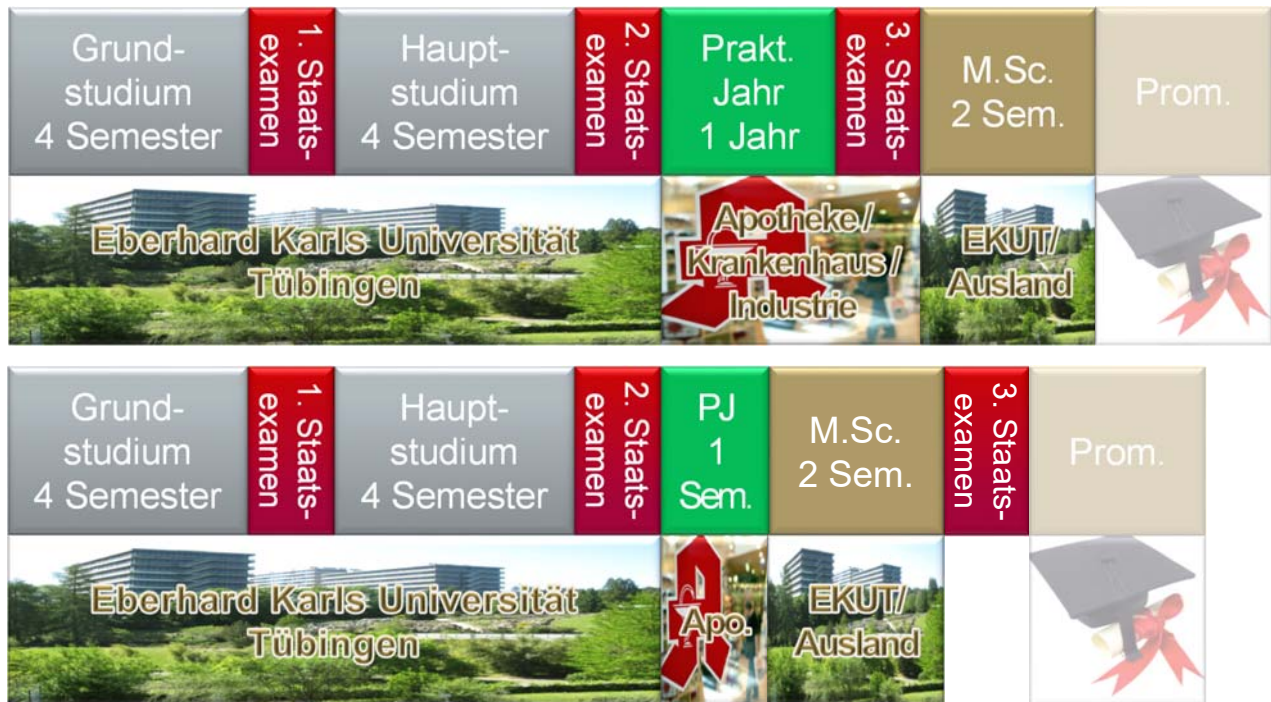 Grund-
studium
4 Semester
1. Staats-
examen
Haupt-
studium
4 Semester
2. Staats-
examen
Prakt.
Jahr
1 Jahr
3. Staats-
examen
M.Sc.
2 Sem.
Prom.
Eberhard Karls Universität
Tübingen
Apotheke/
Krankenhaus/
Industrie
EKUT/
Ausland
Grund-
studium
4 Semester
1. Staats-
examen
Haupt-
studium
4 Semester
2. Staats-
examen
PJ
1
Sem.
M.Sc.
2 Sem.
3. Staats-
examen
Prom.
Eberhard Karls Universität
Tübingen
Apo.
EKUT/
Ausland